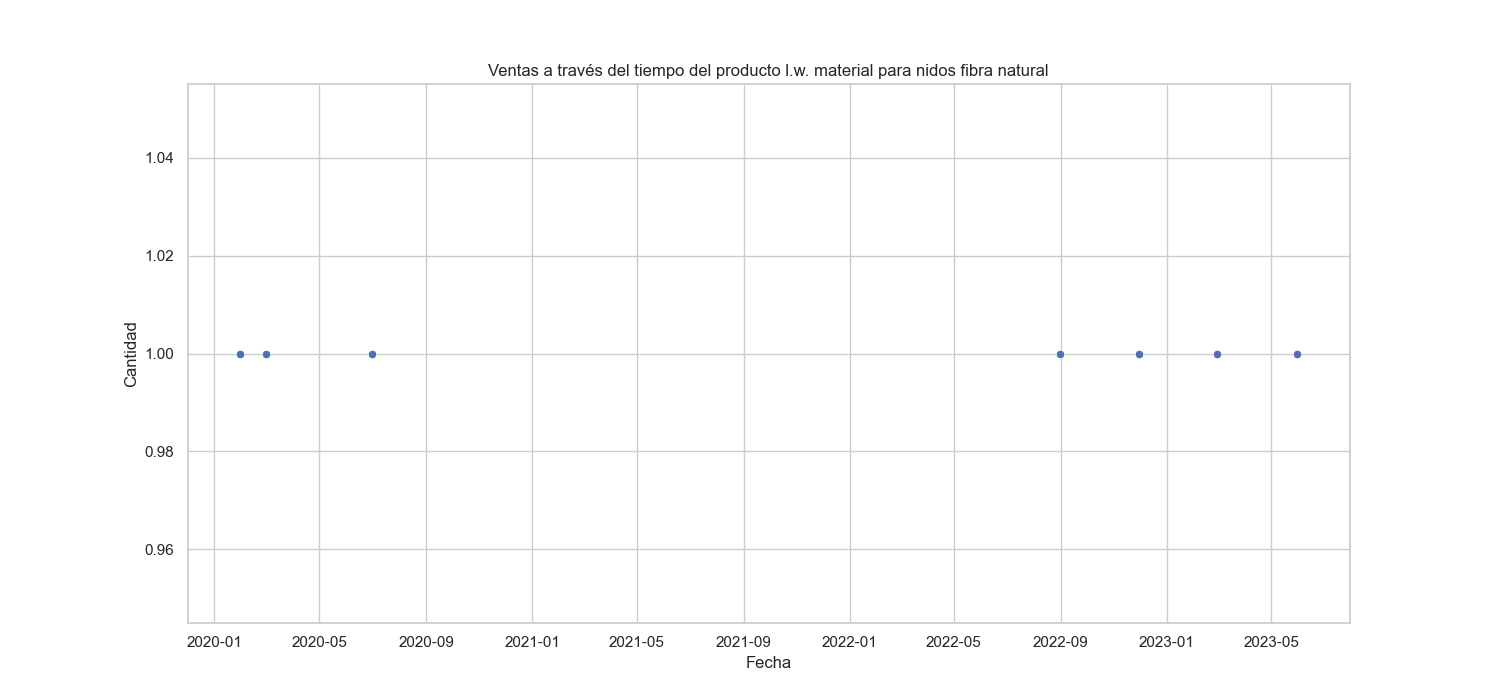 Ventas a través del tiempo del producto l.w. material para nidos fibra natural
1.04
1.02
1.00
0.98
0.96
Cantidad
2020-01 2020-05 2020-09 2021-01 2021-05 2021-09 2022-01 2022-05 2022-09 2023-01 2023-05
Fecha